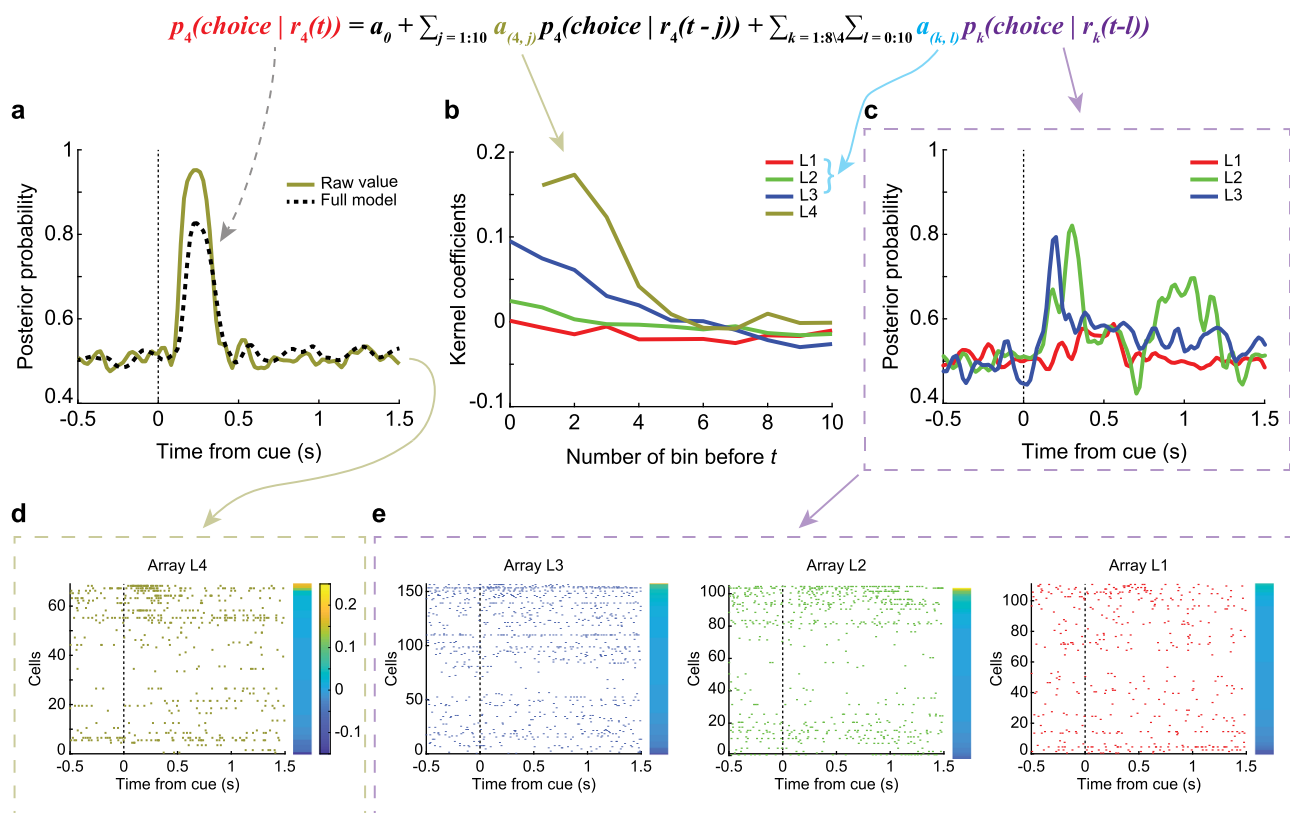 p4(choice | r4(t)) = a0 + ∑j = 1:10 a(4, j) p4(choice | r4(t - j)) + ∑k = 1:8\4 ∑l = 0:10 a(k, l) pk(choice | rk(t-l))
a
1
0.8
0.6
0.4
Posterior probability
-0.5 0 0.5 1 1.5
Time from cue (s)
Raw value
Full model
b
0.2
0.1
0
-0.1
Kernel coefficients
0 2 4 6 8 10
Number of bin before t
L1
L2
L3
L4
c
1
0.8
0.6
0.4
Posterior probability
-0.5 0 0.5 1 1.5
Time from cue (s)
L1
L2
L3
d
Array L4
60
40
20
0
Cells
-0.5 0 0.5 1 1.5
Time from cue (s)
0.2
0.1
0
-0.1
e
Array L3
150
100
50
0
Cells
-0.5 0 0.5 1 1.5
Time from cue (s)
Array L2
100
80
60
40
20
0
Cells
-0.5 0 0.5 1 1.5
Time from cue (s)
Array L1
100
80
60
40
20
0
Cells
-0.5 0 0.5 1 1.5
Time from cue (s)